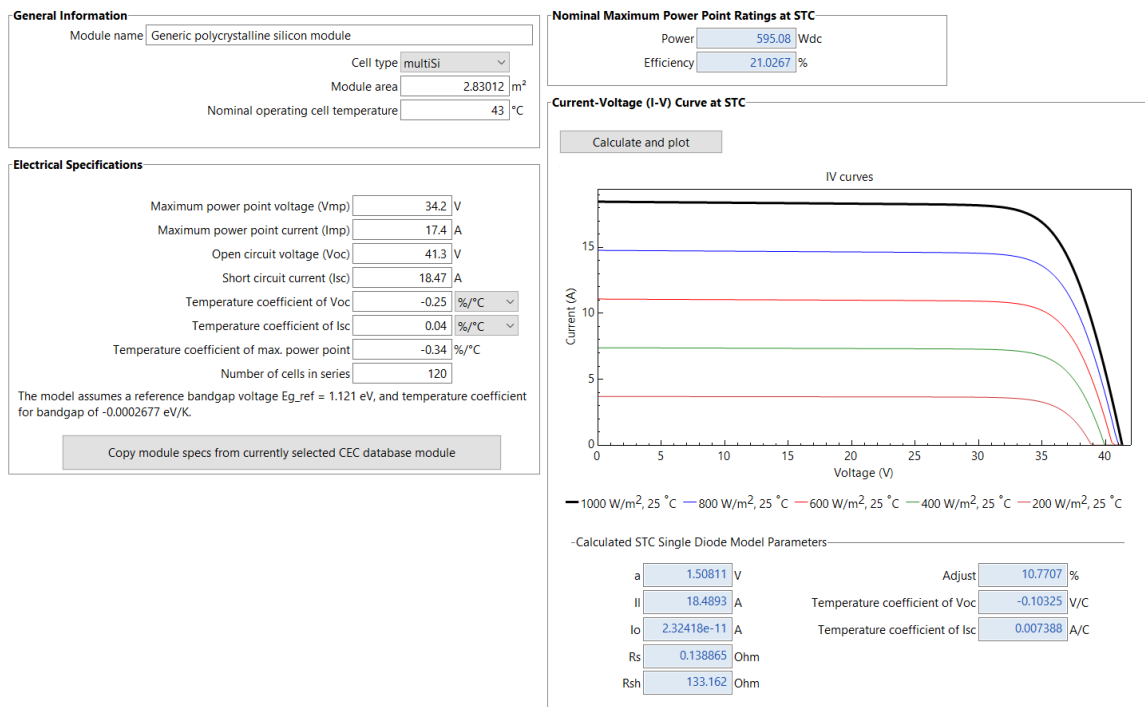 General Information
Module name Generic polycrystalline silicon module
Cell type multiSi
Module area 2.83012 m²
Nominal operating cell temperature 43 °C
Electrical Specifications
Maximum power point voltage (Vmp) 34.2 V
Maximum power point current (Imp) 17.4 A
Open circuit voltage (Voc) 41.3 V
Short circuit current (Isc) 18.47 A
Temperature coefficient of Voc -0.25 %/°C
Temperature coefficient of Isc 0.04 %/°C
Temperature coefficient of max. power point -0.34 %/°C
Number of cells in series 120
The model assumes a reference bandgap voltage Eg_ref = 1.121 eV, and temperature coefficient
for bandgap of -0.0002677 eV/K.
Copy module specs from currently selected CEC database module
Nominal Maximum Power Point Ratings at STC
Power 595.08 Wdc
Efficiency 21.0267 %
Current-Voltage (I-V) Curve at STC
Calculate and plot
IV curves
Current (A)
15
10
5
0
0 5 10 15 20 25 30 35 40
Voltage (V)
1000 W/m², 25 °C 800 W/m², 25 °C 600 W/m², 25 °C 400 W/m², 25 °C 200 W/m², 25 °C
Calculated STC Single Diode Model Parameters
a 1.50811 V
Il 18.4893 A
Io 2.32418e-11 A
Rs 0.138865 Ohm
Rsh 133.162 Ohm
Adjust 10.7707 %
Temperature coefficient of Voc -0.10325 V/C
Temperature coefficient of Isc 0.007388 A/C